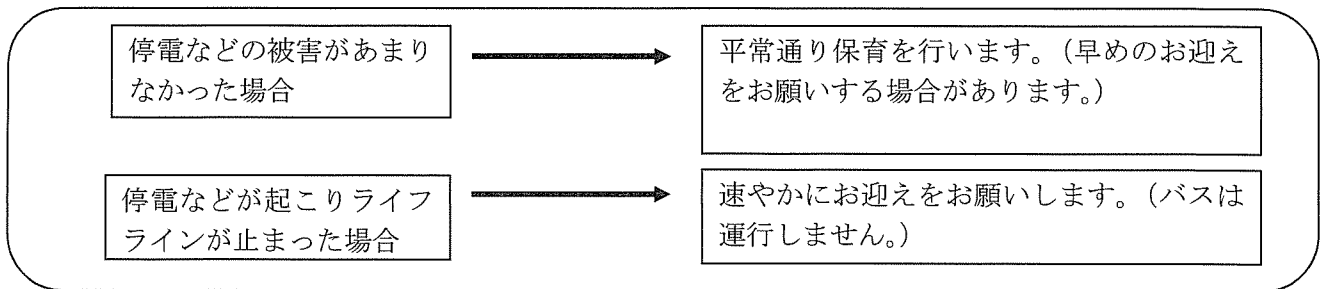 停電などの被害があまり
なかった場合
平常通り保育を行います。(早めのお迎え
をお願いする場合があります。)
停電などが起こりライフ
ラインが止まった場合
速やかにお迎えをお願いします。(バスは
運行しません。)